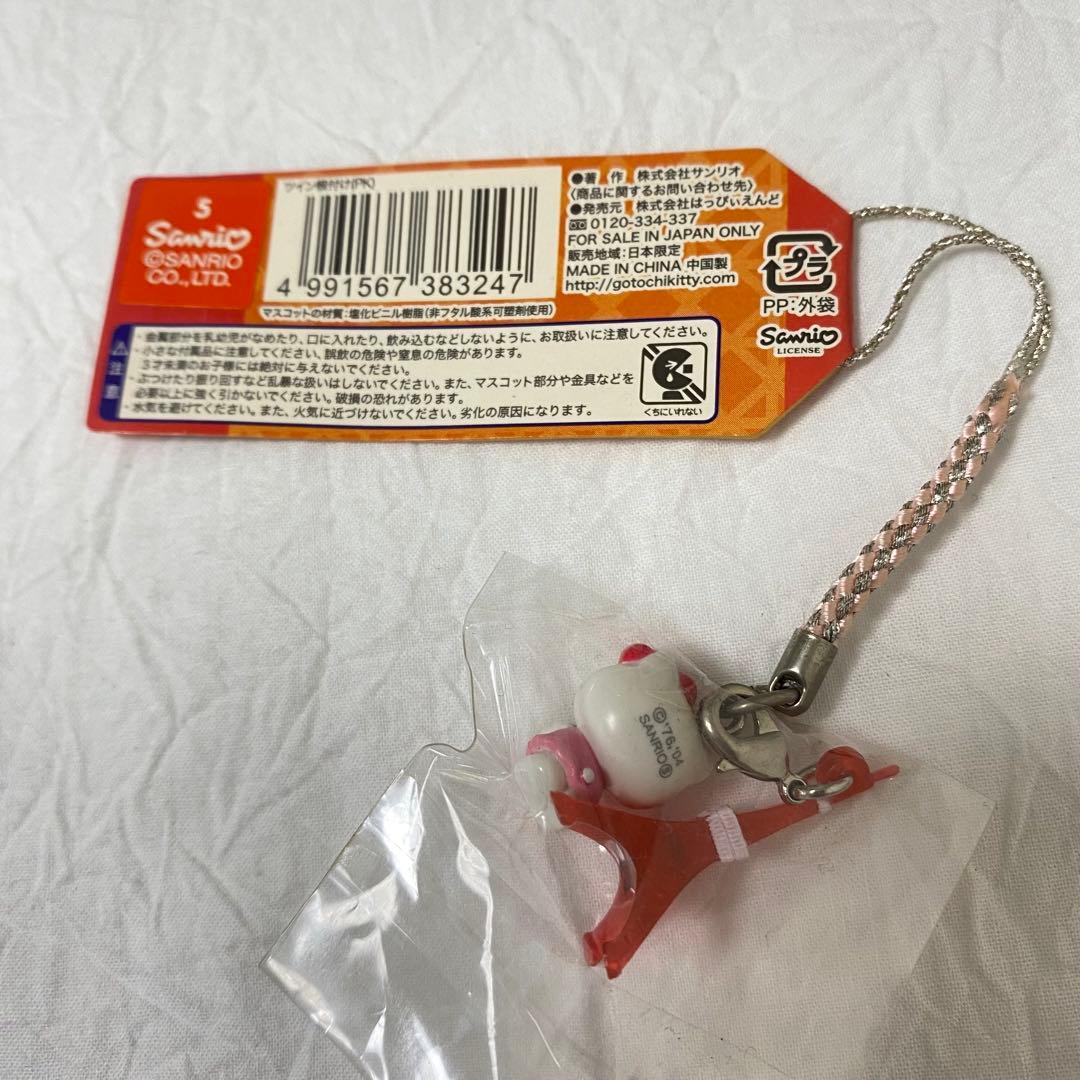 5
Sanrio
©SANRIO
CO., LTD.
ツイン根付け(PK)
4 991567 383247
●著 作 株式会社サンリオ
〈商品に関するお問い合わせ先〉
●発売元 株式会社はっぴぃえんど
0120-334-337
FOR SALE IN JAPAN ONLY
販売地域:日本限定
MADE IN CHINA 中国製
http://gotochikitty.com
プラ
PP:外袋
Sanrio
LICENSE
マスコットの材質:塩化ビニル樹脂(非フタル酸系可塑剤使用)
注意
・金属部分を乳幼児がなめたり、口に入れたり、飲み込むなどしないように、お取扱いに注意してください。
・小さな付属品に注意してください。誤飲の危険や窒息の危険があります。
3才未満のお子様には絶対に与えないでください。
・ぶつけたり振り回すなど乱暴な扱いはしないでください。また、マスコット部分や金具などを
必要以上に強く引かないでください。破損の恐れがあります。
・水気を避けてください。また、火気に近づけないでください。劣化の原因になります。
くちにいれない
©'76,'04
SANRIO®